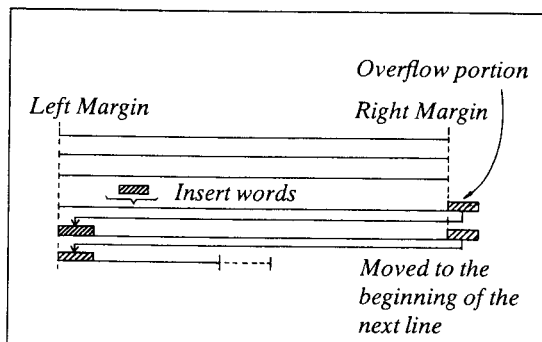 Overflow portion
Left Margin
Right Margin
Insert words
Moved to the
beginning of the
next line